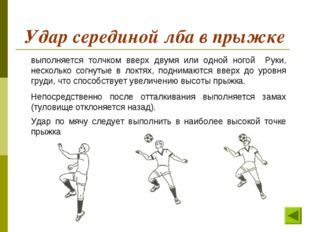 Удар серединой лба в прыжке
выполняется толчком вверх двумя или одной ногой Руки,
несколько согнутые в локтях, поднимаются вверх до уровня
груди, что способствует увеличению высоты прыжка.
Непосредственно после отталкивания выполняется замах
(туловище отклоняется назад).
Удар по мячу следует выполнить в наиболее высокой точке
прыжка